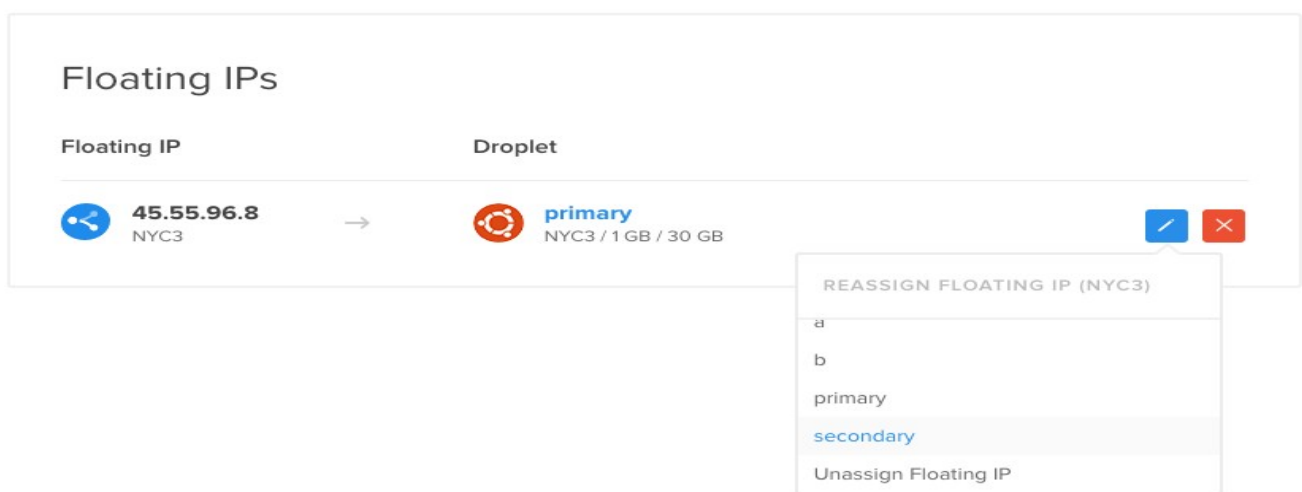 Floating IPs
Floating IP Droplet
45.55.96.8 → primary
NYC3 NYC3 / 1 GB / 30 GB
REASSIGN FLOATING IP (NYC3)
a
b
primary
secondary
Unassign Floating IP